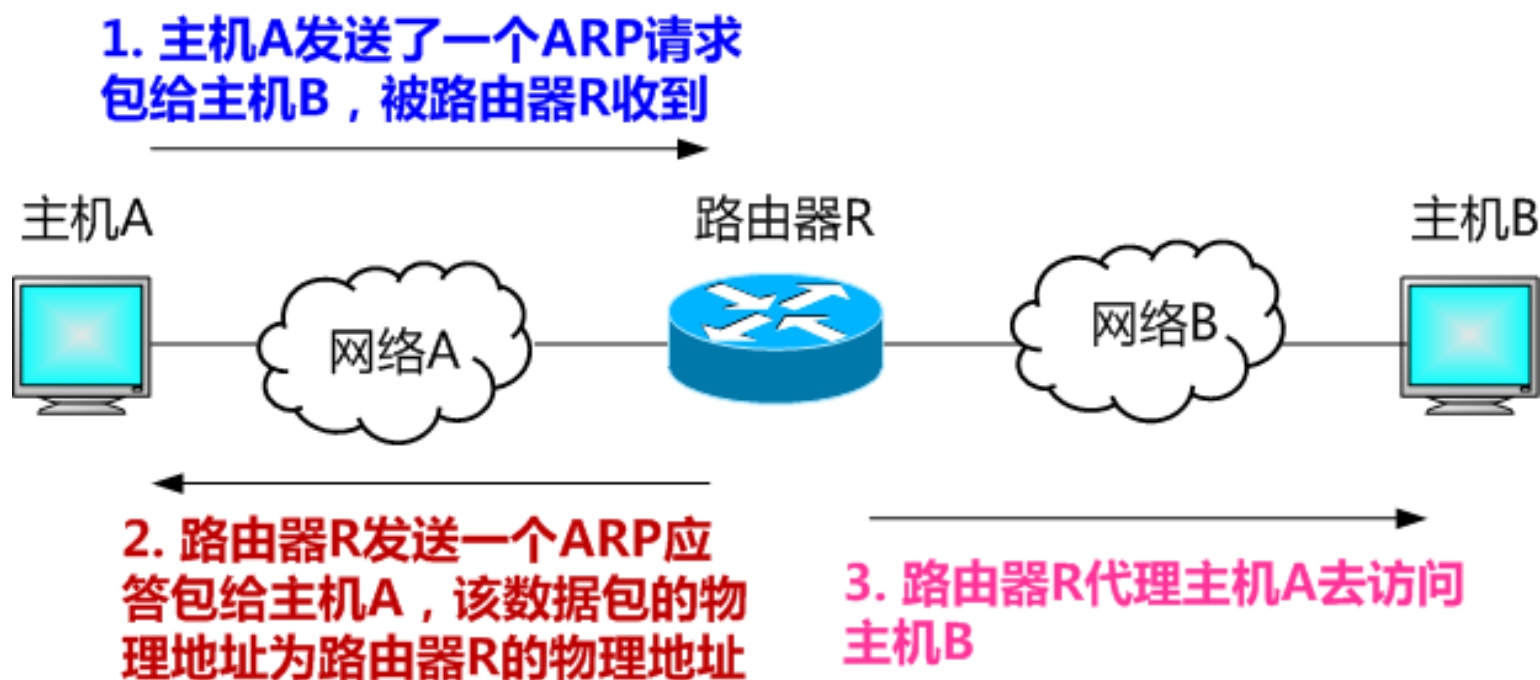 1. 主机A发送了一个ARP请求
包给主机B，被路由器R收到
主机A
路由器R
主机B
网络A
网络B
2. 路由器R发送一个ARP应
答包给主机A，该数据包的物
理地址为路由器R的物理地址
3. 路由器R代理主机A去访问
主机B